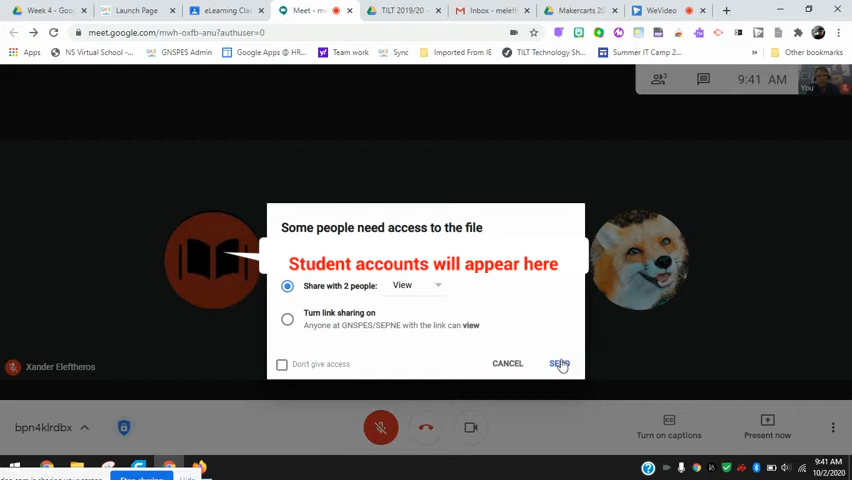 Week 4 - Goo
Launch Page
eLearning Clas
Meet - m
TILT 2019/20
Inbox - meleft
Makercarts 20
WeVideo
meet.google.com/mwh-oxfb-anu?authuser=0
Apps
NS Virtual School -
GNSPES Admin
Google Apps @ HR...
Team work
Sync
Imported From IE
TILT Technology Sh...
Summer IT Camp 2...
Other bookmarks
3
9:41 AM
You
Some people need access to the file
Student accounts will appear here
Share with 2 people:
View
Turn link sharing on
Anyone at GNSPES/SEPNE with the link can view
Don't give access.
CANCEL
SEND
Xander Eleftheros
bpn4klrdbx
Turn on captions
Present now
Stop sharing
Hide
9:41 AM
10/2/2020